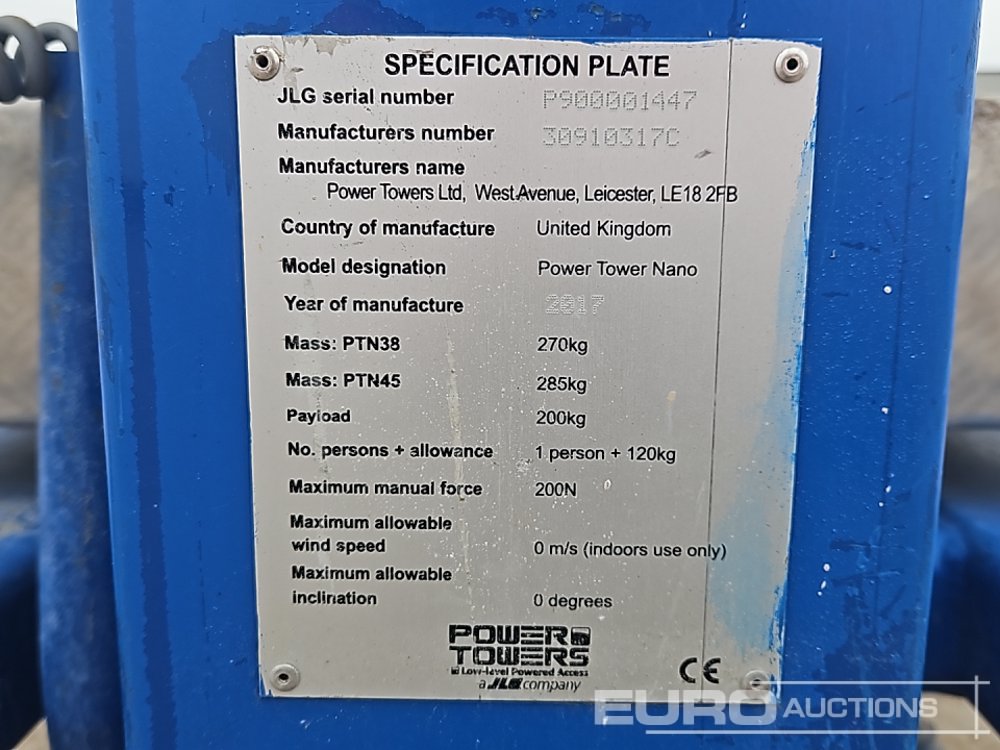 SPECIFICATION PLATE
JLG serial number P900001447
Manufacturers number 30910317C
Manufacturers name
Power Towers Ltd, West Avenue, Leicester, LE18 2FB
Country of manufacture United Kingdom
Model designation Power Tower Nano
Year of manufacture 2017
Mass: PTN38 270kg
Mass: PTN45 285kg
Payload 200kg
No. persons + allowance 1 person + 120kg
Maximum manual force 200N
Maximum allowable
wind speed 0 m/s (indoors use only)
Maximum allowable
inclination 0 degrees
POWER
TOWERS
Low-level Powered Access
a JLG company
CE
EURO AUCTIONS